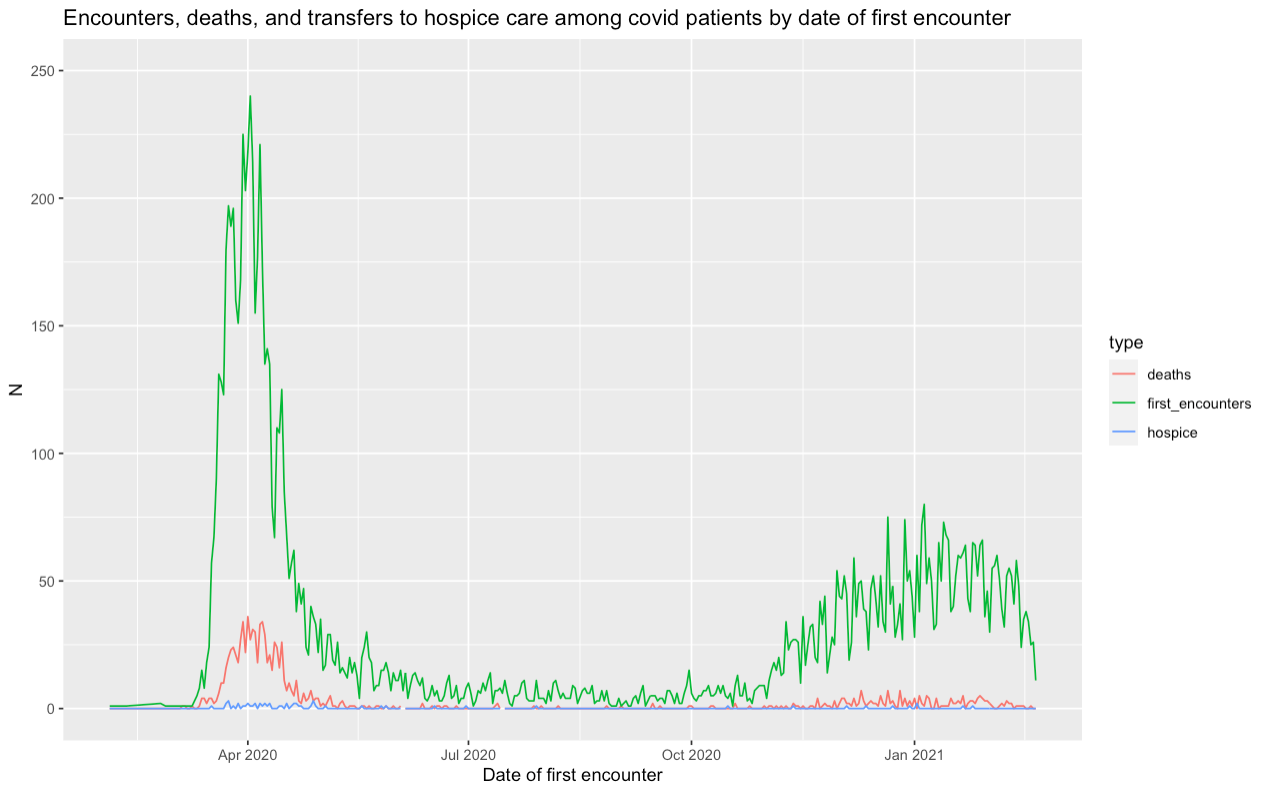 Encounters, deaths, and transfers to hospice care among covid patients by date of first encounter
250
200
150
100
50
0
N
Apr 2020
Jul 2020
Oct 2020
Jan 2021
Date of first encounter
type
deaths
first_encounters
hospice